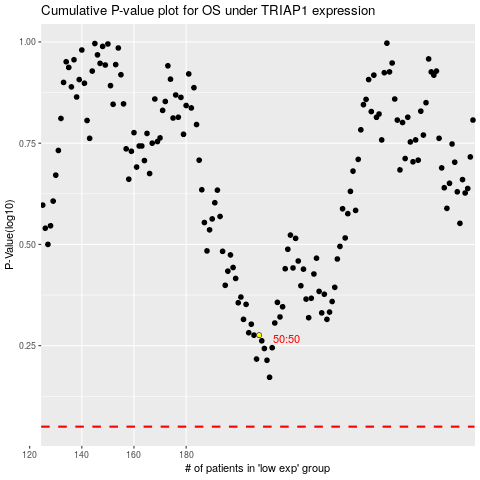 Cumulative P-value plot for OS under TRIAP1 expression
1.00
0.75
0.50
0.25
P-Value(log10)
50:50
120 140 160 180
# of patients in 'low exp' group